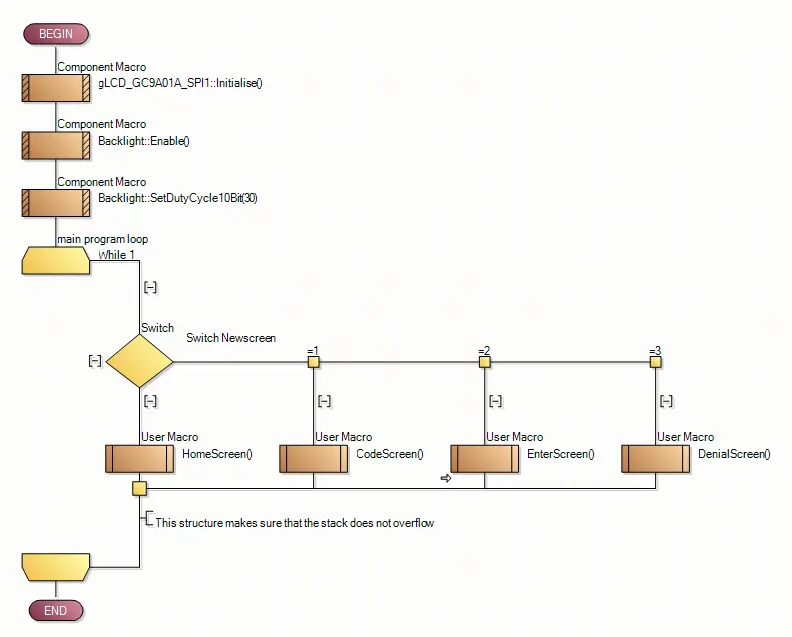 BEGIN
Component Macro
gLCD_GC9A01A_SPI1::Initialise()
Component Macro
Backlight::Enable()
Component Macro
Backlight::SetDutyCycle10Bit(30)
main program loop
While 1
[-]
Switch
Switch Newscreen
=1
=2
=3
[-]
[-]
[-]
[-]
[-]
User Macro
HomeScreen()
User Macro
CodeScreen()
User Macro
EnterScreen()
User Macro
DenialScreen()
This structure makes sure that the stack does not overflow
END